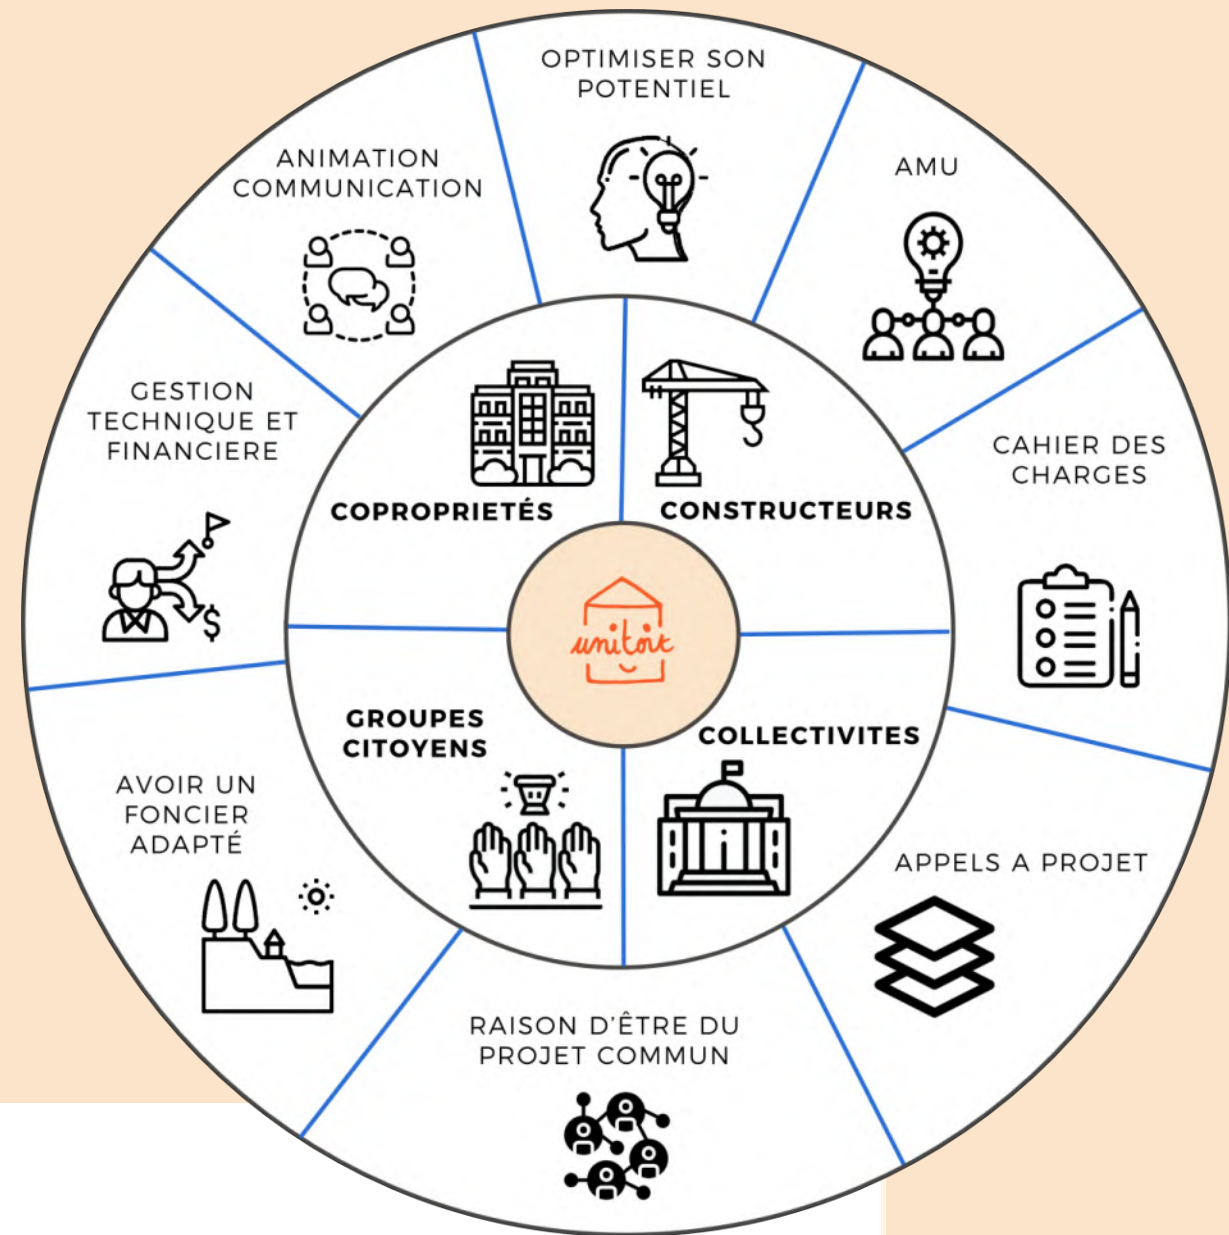 OPTIMISER SON
POTENTIEL
AMU
CAHIER DES
CHARGES
APPELS A PROJET
RAISON D'ÊTRE DU
PROJET COMMUN
AVOIR UN
FONCIER
ADAPTÉ
GESTION
TECHNIQUE ET
FINANCIERE
ANIMATION
COMMUNICATION
COPROPRIETÉS
CONSTRUCTEURS
COLLECTIVITES
GROUPES
CITOYENS
unitoit
$